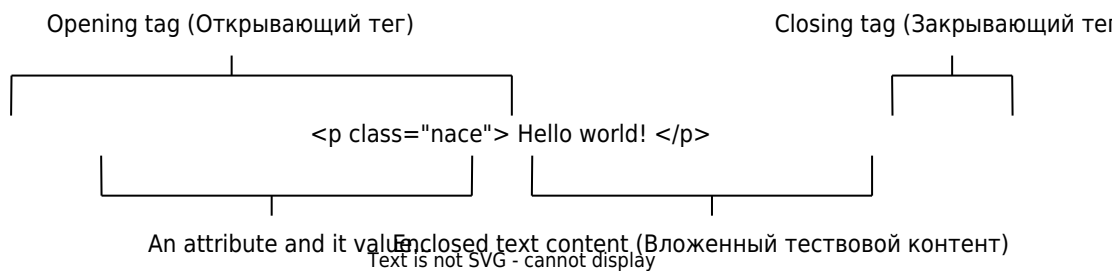 Opening tag (Открывающий тег)
Closing tag (Закрывающий тег
<p class="nace"> Hello world! </p>
An attribute and it value...
Enclosed text content (Вложенный тествовой контент)
Text is not SVG - cannot display